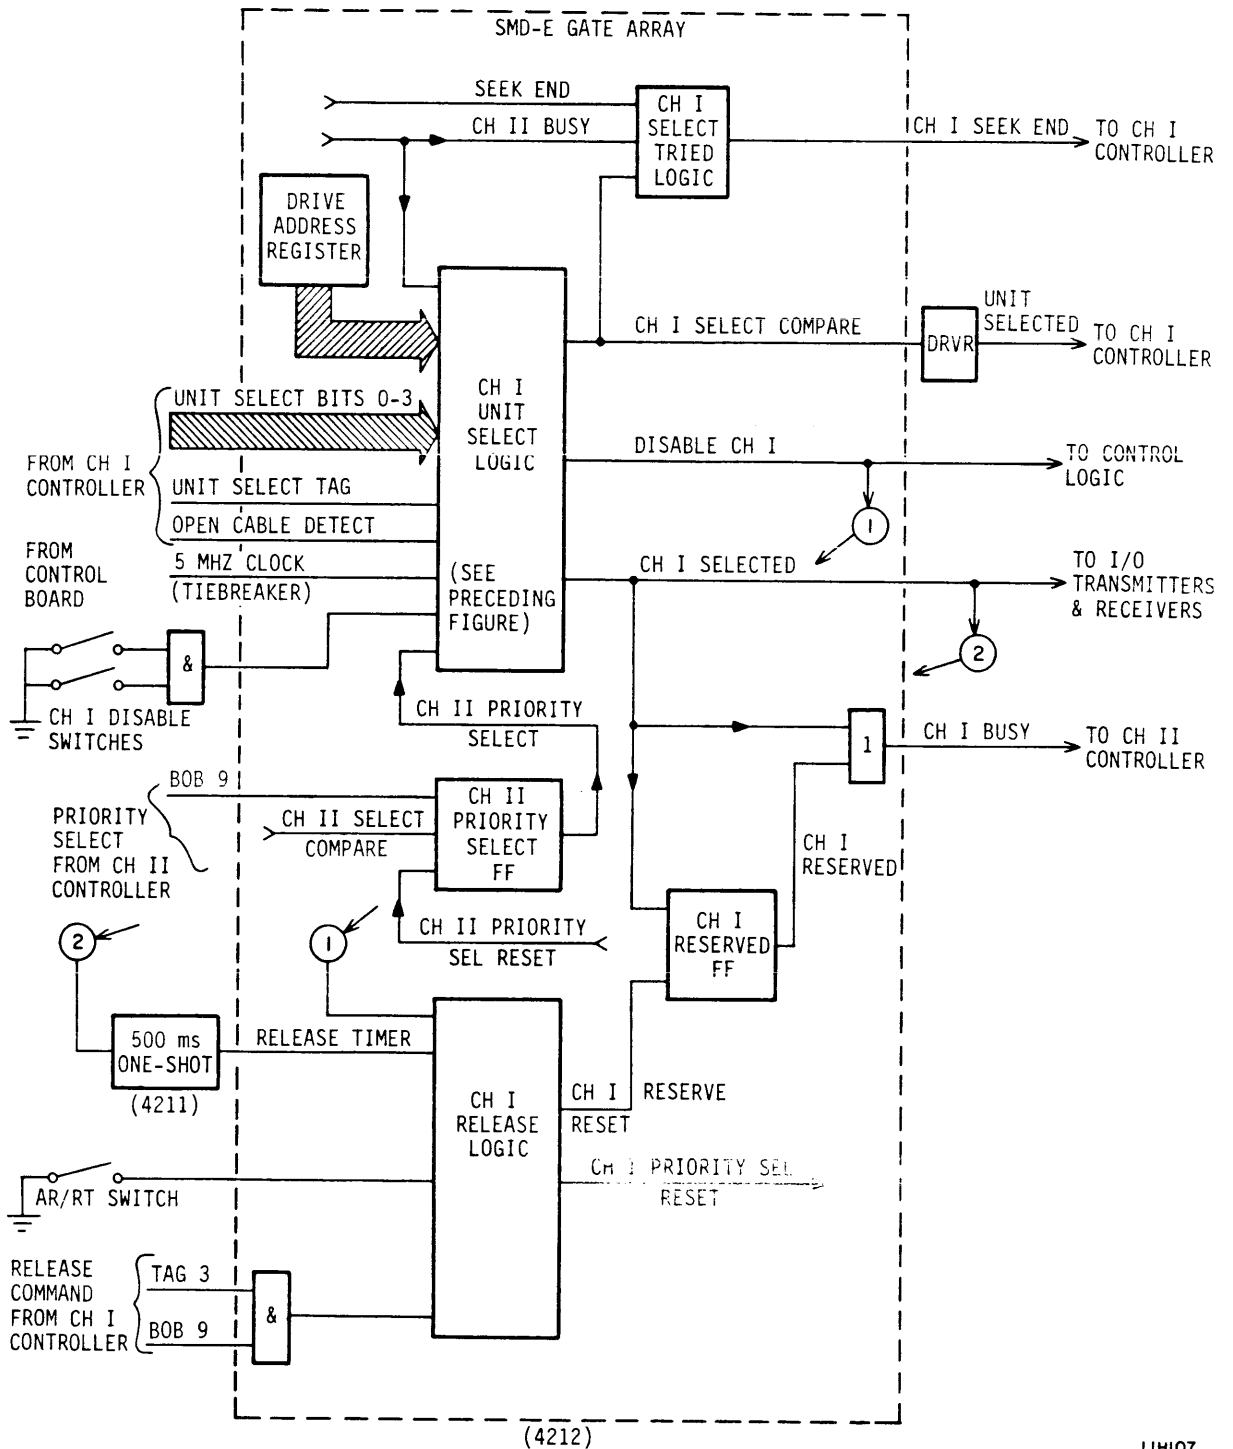 SMD-E GATE ARRAY
SEEK END
CH II BUSY
CH I
SELECT
TRIED
LOGIC
CH I SEEK END
TO CH I
CONTROLLER
DRIVE
ADDRESS
REGISTER
CH I SELECT COMPARE
DRVR
UNIT
SELECTED
TO CH I
CONTROLLER
CH I
UNIT
SELECT
LOGIC
(SEE
PRECEDING
FIGURE)
UNIT SELECT BITS 0-3
FROM CH I
CONTROLLER
UNIT SELECT TAG
OPEN CABLE DETECT
DISABLE CH I
TO CONTROL
LOGIC
1
FROM
CONTROL
BOARD
5 MHZ CLOCK
(TIEBREAKER)
CH I SELECTED
TO I/O
TRANSMITTERS
& RECEIVERS
2
&
CH I DISABLE
SWITCHES
CH II PRIORITY
SELECT
1
CH I BUSY
TO CH II
CONTROLLER
BOB 9
PRIORITY
SELECT
FROM CH II
CONTROLLER
CH II SELECT
COMPARE
CH II
PRIORITY
SELECT
FF
CH I
RESERVED
CH II PRIORITY
SEL RESET
CH I
RESERVED
FF
2
1
500 ms
ONE-SHOT
(4211)
RELEASE TIMER
CH I
RELEASE
LOGIC
CH I RESERVE
RESET
CH I PRIORITY SEL
RESET
AR/RT SWITCH
RELEASE
COMMAND
FROM CH I
CONTROLLER
TAG 3
BOB 9
&
(4212)